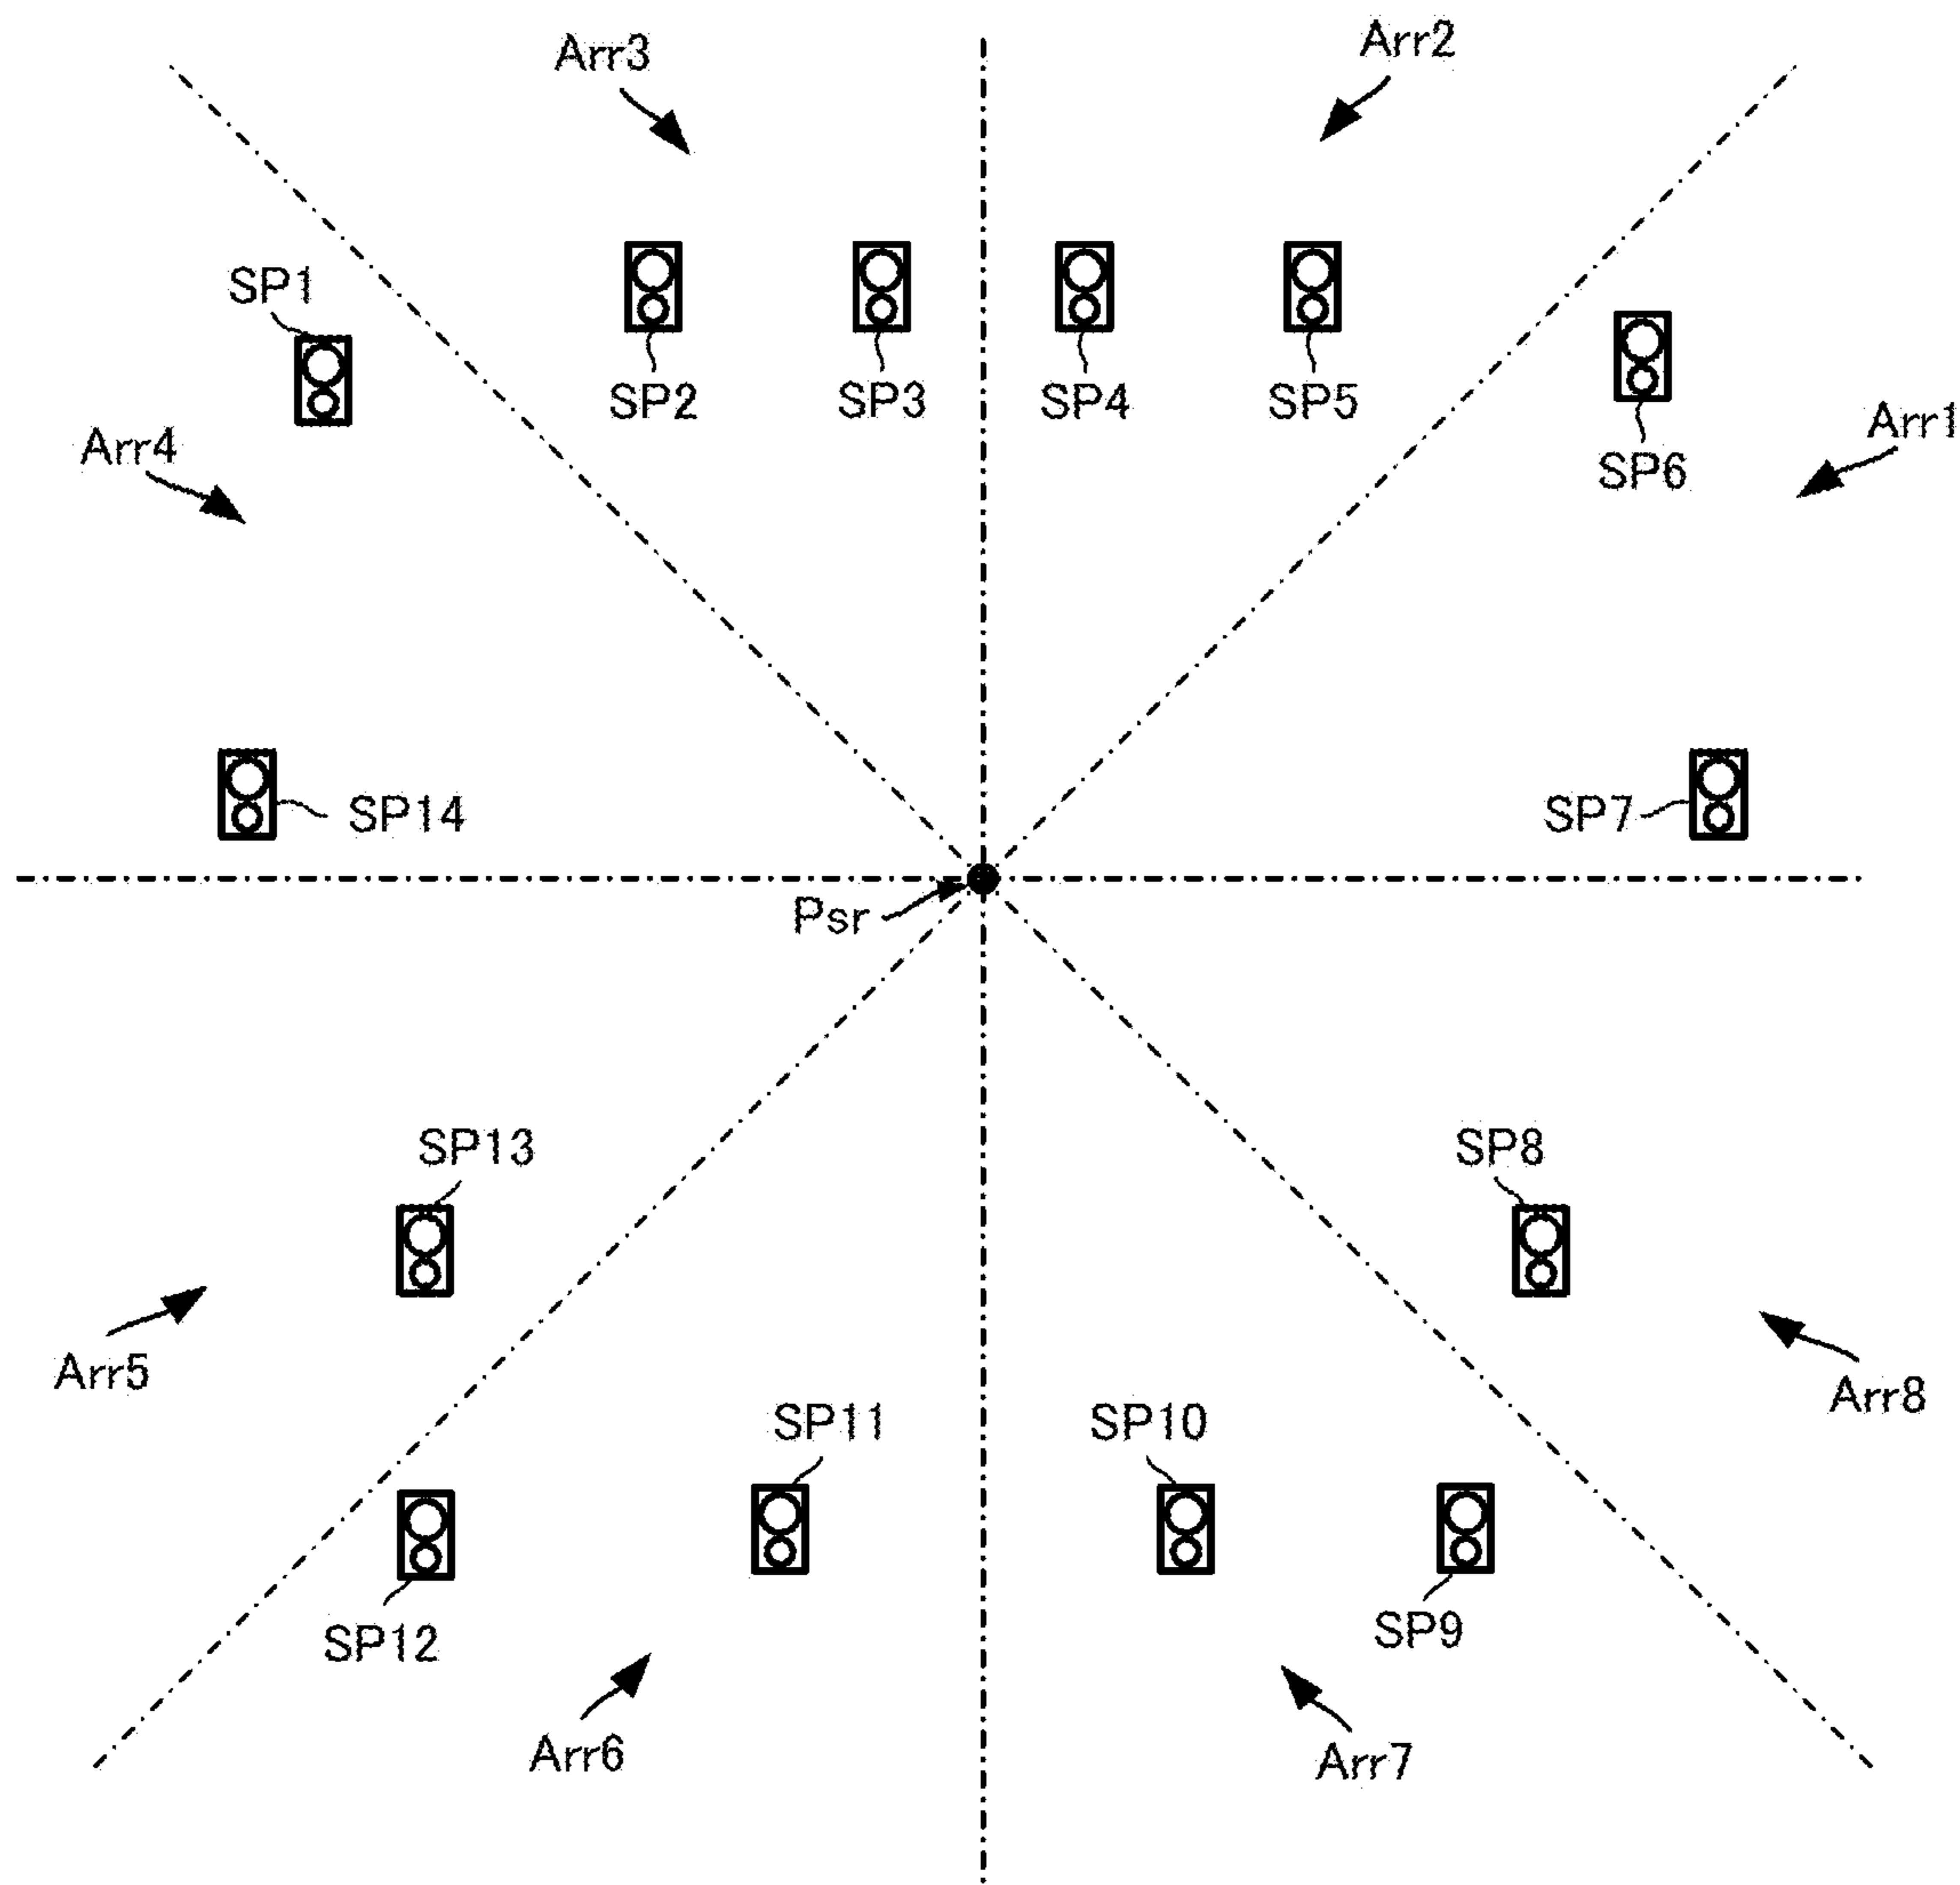 Arr3
Arr2
SP1
SP2
SP3
SP4
SP5
Arr1
Arr4
SP6
SP14
SP7
Psr
SP13
SP8
Arr5
Arr8
SP11
SP10
SP12
SP9
Arr6
Arr7